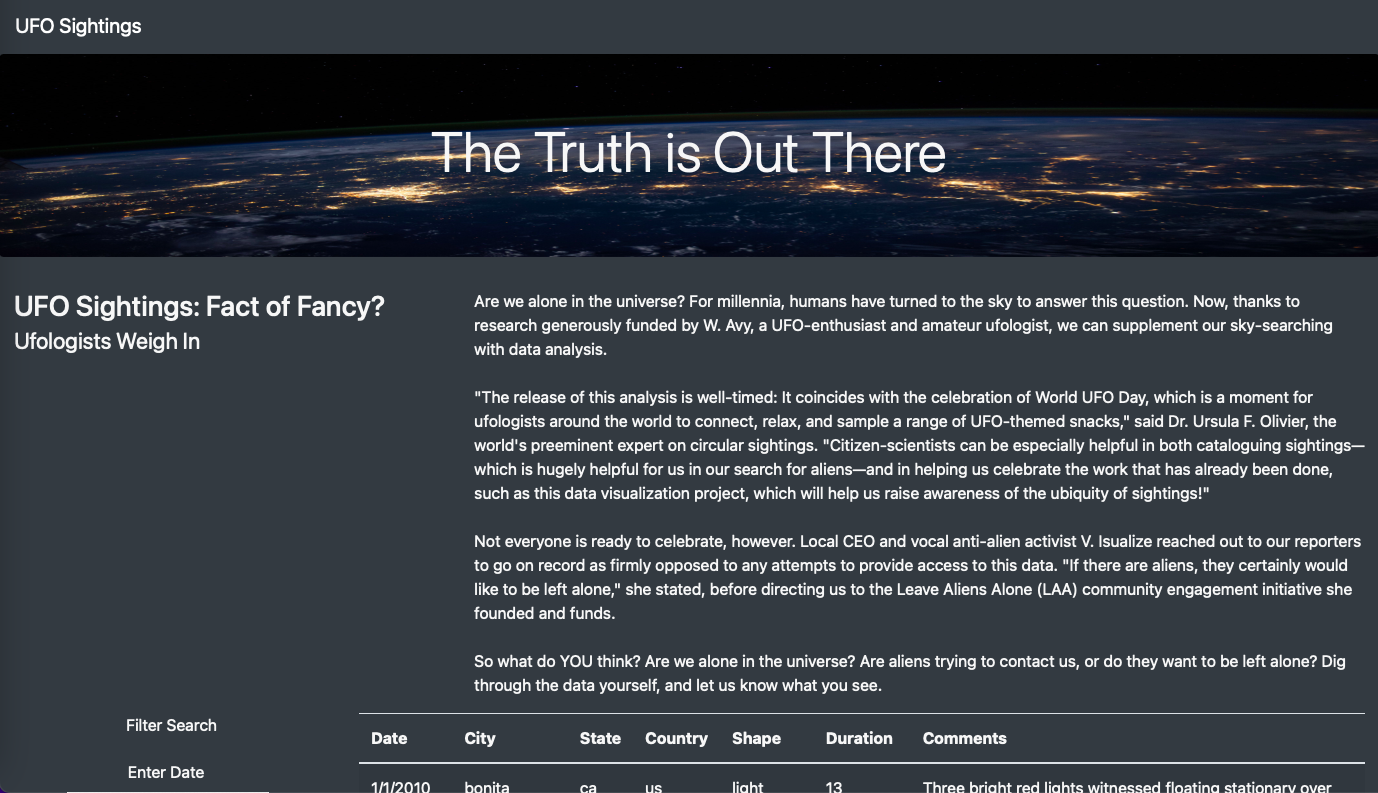 UFO Sightings
The Truth is Out There
UFO Sightings: Fact of Fancy?
Ufologists Weigh In
Are we alone in the universe? For millennia, humans have turned to the sky to answer this question. Now, thanks to
research generously funded by W. Avy, a UFO-enthusiast and amateur ufologist, we can supplement our sky-searching
with data analysis.
"The release of this analysis is well-timed: It coincides with the celebration of World UFO Day, which is a moment for
ufologists around the world to connect, relax, and sample a range of UFO-themed snacks," said Dr. Ursula F. Olivier, the
world's preeminent expert on circular sightings. "Citizen-scientists can be especially helpful in both cataloguing sightings—
which is hugely helpful for us in our search for aliens—and in helping us celebrate the work that has already been done,
such as this data visualization project, which will help us raise awareness of the ubiquity of sightings!"
Not everyone is ready to celebrate, however. Local CEO and vocal anti-alien activist V. Isualize reached out to our reporters
to go on record as firmly opposed to any attempts to provide access to this data. "If there are aliens, they certainly would
like to be left alone," she stated, before directing us to the Leave Aliens Alone (LAA) community engagement initiative she
founded and funds.
So what do YOU think? Are we alone in the universe? Are aliens trying to contact us, or do they want to be left alone? Dig
through the data yourself, and let us know what you see.
Filter Search
Enter Date
Date City State Country Shape Duration Comments
1/1/2010 bonita ca us light 13 Three bright red lights witnessed floating stationary over